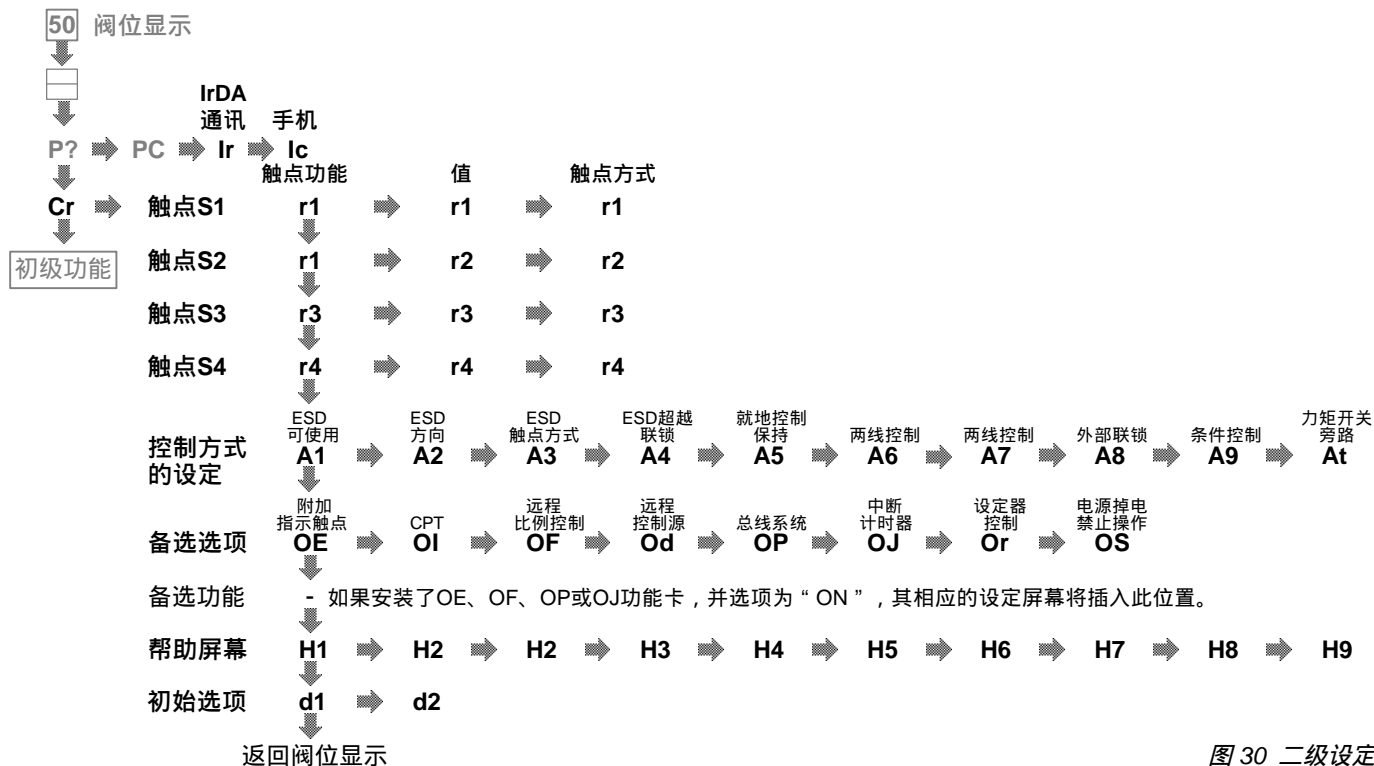 50 阀位显示
IrDA
通讯 手机
P? PC Ir Ic
触点功能 值 触点方式
Cr 触点S1 r1 r1 r1
初级功能
触点S2 r1 r2 r2
触点S3 r3 r3 r3
触点S4 r4 r4 r4
ESD ESD ESD ESD超越 就地控制 力矩开关
可使用 方向 触点方式 联锁 保持 两线控制 两线控制 外部联锁 条件控制 旁路
控制方式 A1 A2 A3 A4 A5 A6 A7 A8 A9 At
的设定
附加 远程 远程 中断 设定器 电源掉电
指示触点 CPT 比例控制 控制源 总线系统 计时器 控制 禁止操作
备选选项 OE OI OF Od OP OJ Or OS
备选功能 - 如果安装了OE、OF、OP或OJ功能卡，并选项为“ON”，其相应的设定屏幕将插入此位置。
帮助屏幕 H1 H2 H2 H3 H4 H5 H6 H7 H8 H9
初始选项 d1 d2
返回阀位显示
图 30 二级设定